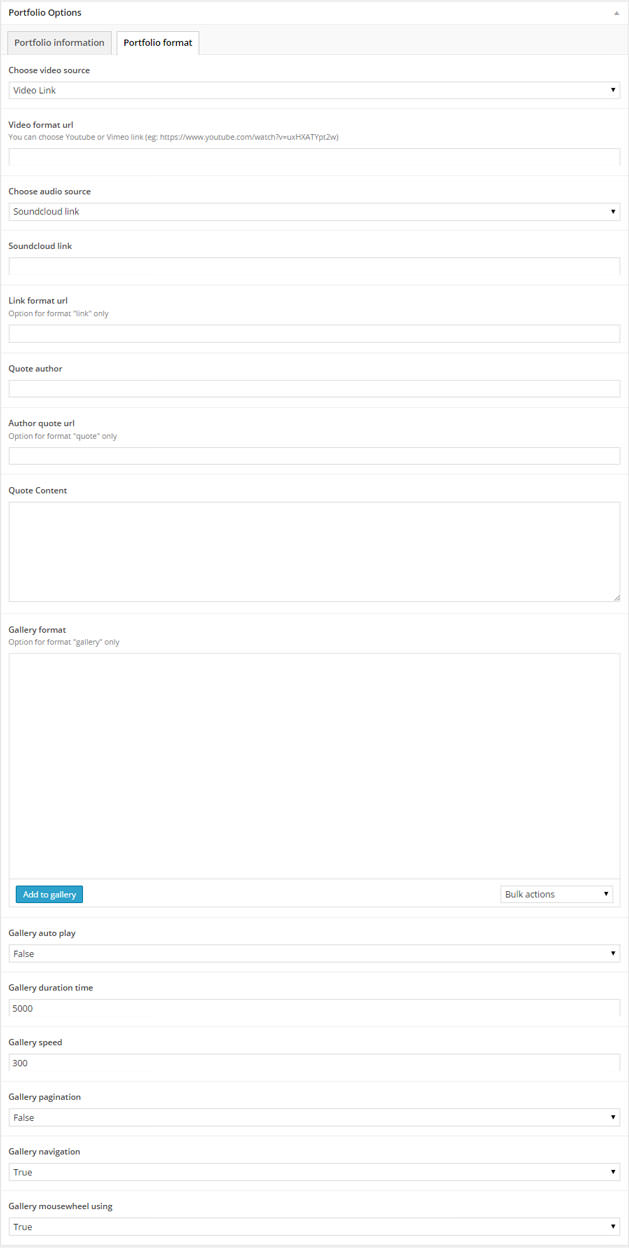 Portfolio Options
Portfolio information Portfolio format
Choose video source
Video Link
Video format url
You can choose Youtube or Vimeo link (eg: https://www.youtube.com/watch?v=uxHXATYpt2w)
Choose audio source
Soundcloud link
Soundcloud link
Link format url
Option for format "link" only
Quote author
Author quote url
Option for format "quote" only
Quote Content
Gallery format
Option for format "gallery" only
Add to gallery Bulk actions
Gallery auto play
False
Gallery duration time
5000
Gallery speed
300
Gallery pagination
False
Gallery navigation
True
Gallery mousewheel using
True